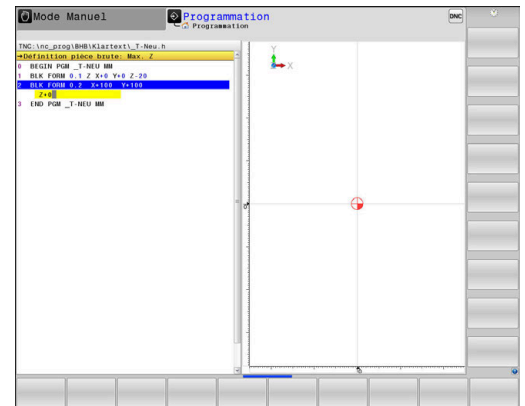 Mode Manuel
Programmation
Programmation
DNC
TNC:\nc_prog\BHB\Klartext\_T-Neu.h
→Définition pièce brute: Max. Z
0 BEGIN PGM _T-NEU MM
1 BLK FORM 0.1 Z X+0 Y+0 Z-20
2 BLK FORM 0.2 X+100 Y+100
Z+0
3 END PGM _T-NEU MM
Y
X
0
0